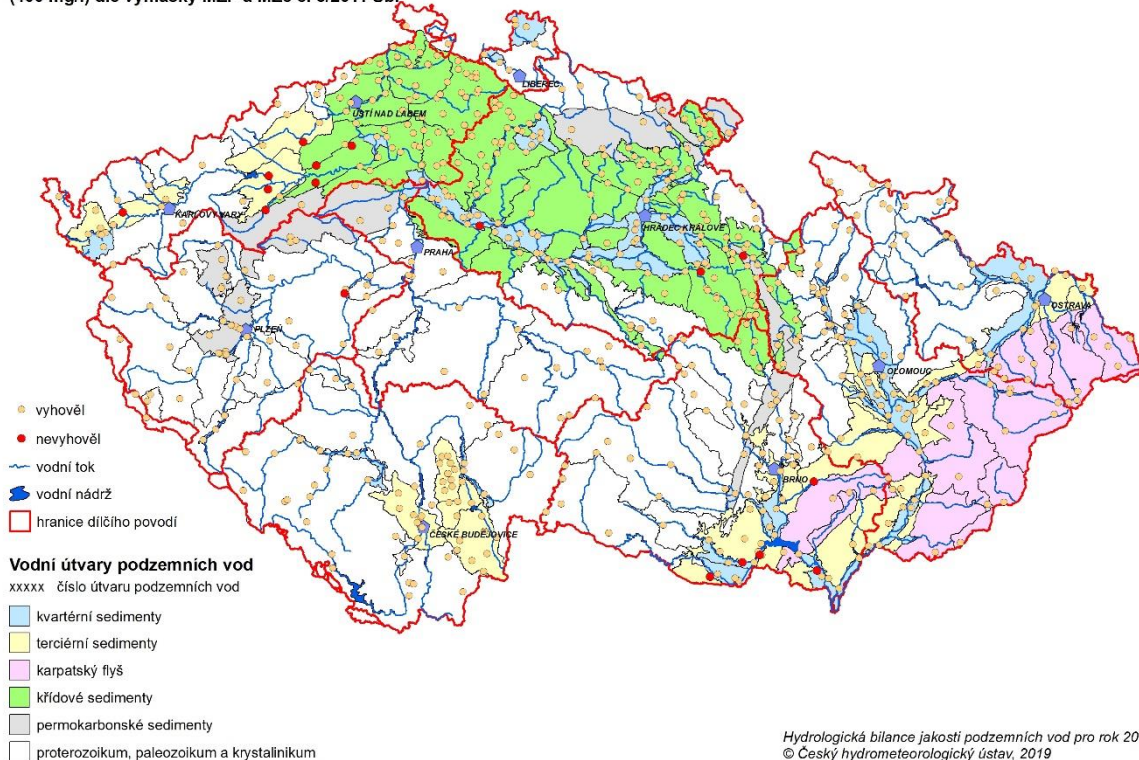 LIBEREC
ÚSTÍ NAD LABEM
KARLOVY VARY
HRADEC KRÁLOVÉ
PRAHA
OSTRAVA
PLZEŇ
OLOMOUC
BRNO
ČESKÉ BUDĚJOVICE
vyhověl
nevyhověl
vodní tok
vodní nádrž
hranice dílčího povodí
Vodní útvary podzemních vod
xxxxx číslo útvaru podzemních vod
kvartérní sedimenty
terciérní sedimenty
karpatský flyš
křídové sedimenty
permokarbonské sedimenty
proterozoikum, paleozoikum a krystalinikum
Hydrologická bilance jakosti podzemních vod pro rok 20
© Český hydrometeorologický ústav, 2019